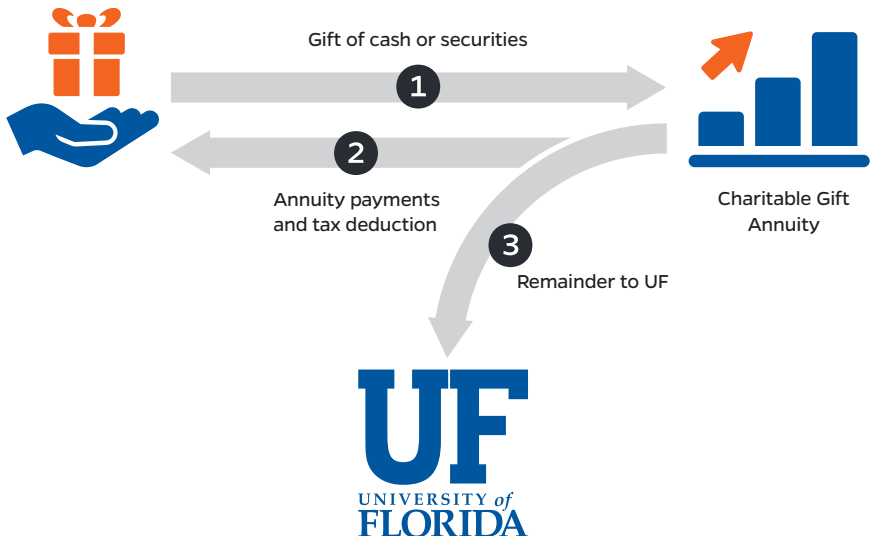 Gift of cash or securities
1
2
Annuity payments
and tax deduction
Charitable Gift
Annuity
3
Remainder to UF
UF
UNIVERSITY of
FLORIDA